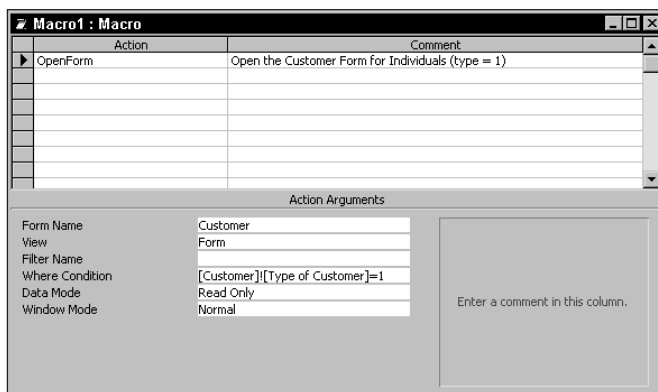 Macro1 : Macro
Action Comment
OpenForm Open the Customer Form for Individuals (type = 1)
Action Arguments
Form Name Customer
View Form
Filter Name
Where Condition [Customer]![Type of Customer]=1
Data Mode Read Only
Window Mode Normal
Enter a comment in this column.